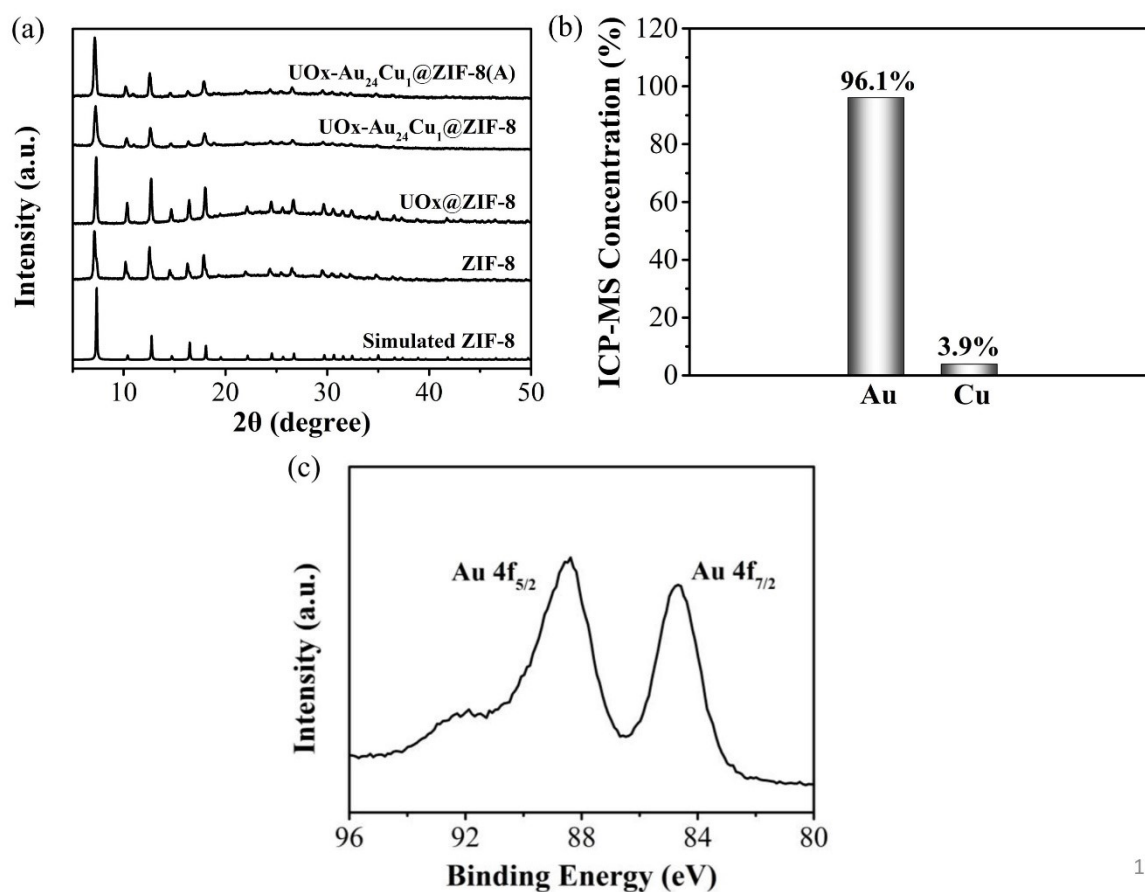 (a)
UOx-Au₂₄Cu₁@ZIF-8(A)
UOx-Au₂₄Cu₁@ZIF-8
UOx@ZIF-8
ZIF-8
Simulated ZIF-8
Intensity (a.u.)
10 20 30 40 50
2θ (degree)
(b)
120
100
80
60
40
20
0
ICP-MS Concentration (%)
96.1%
3.9%
Au Cu
(c)
Au 4f₅/₂
Au 4f₇/₂
Intensity (a.u.)
96 92 88 84 80
Binding Energy (eV)
1